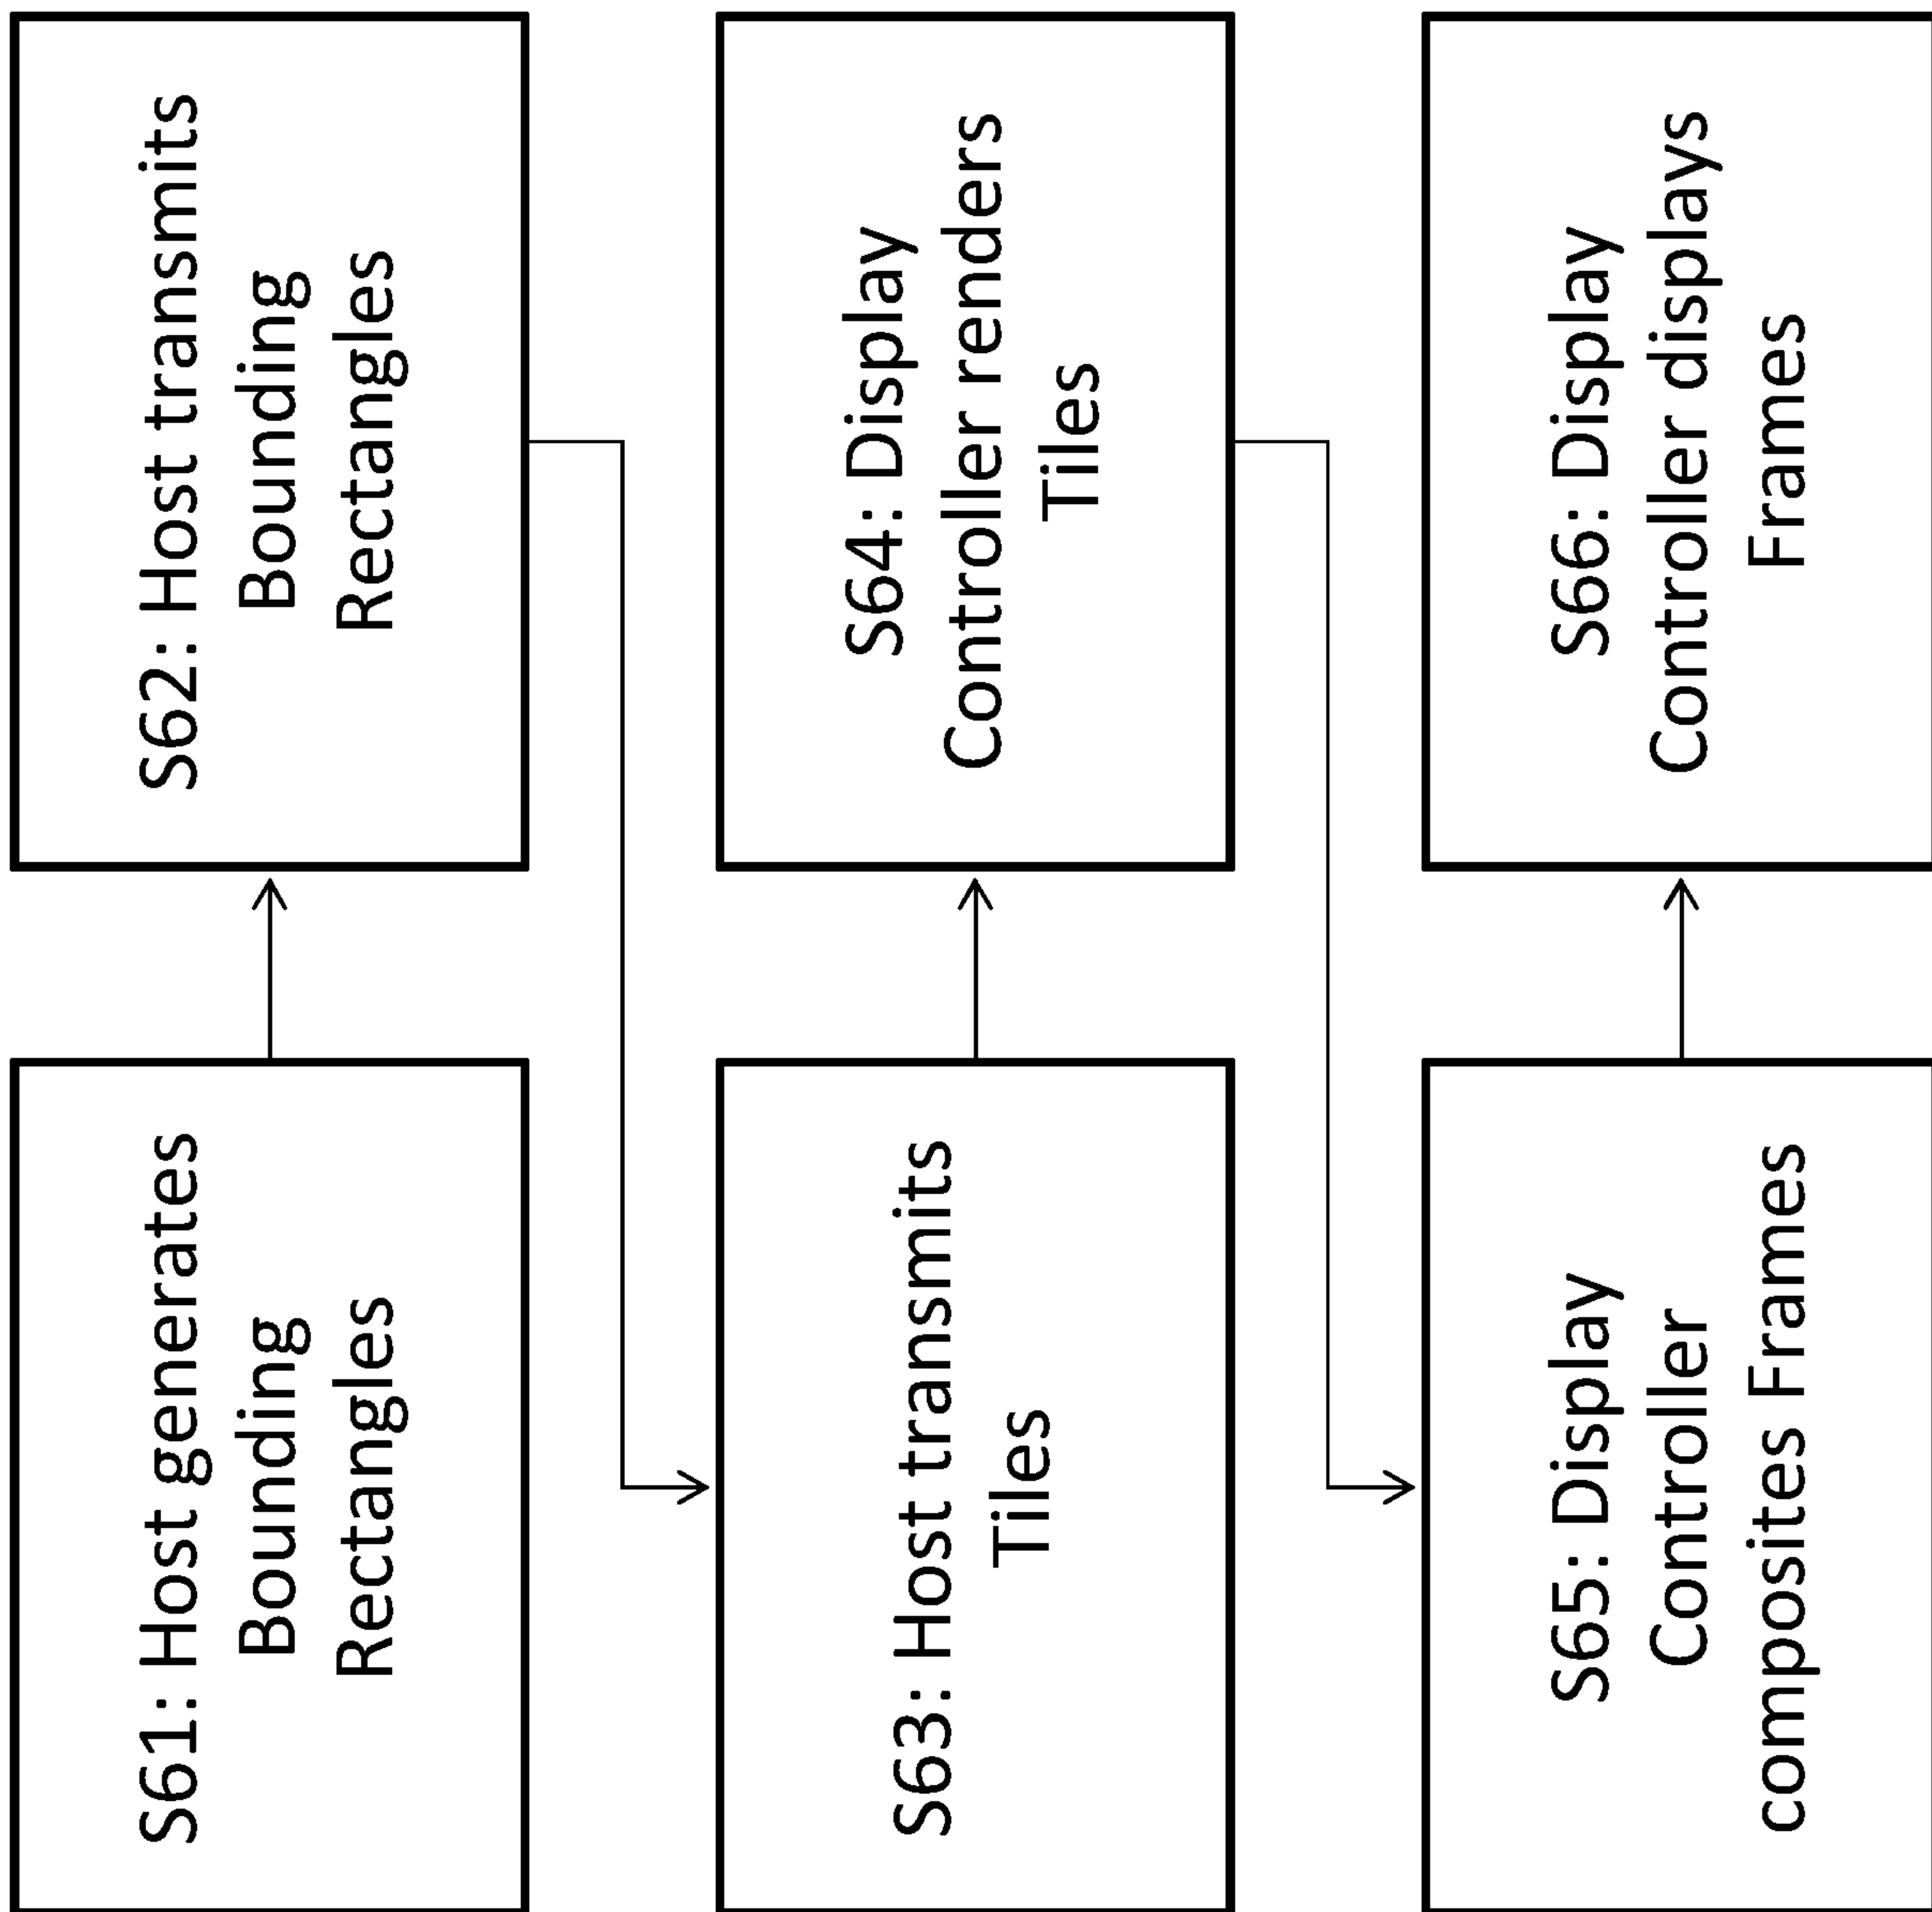 S61: Host generates
Bounding
Rectangles
S62: Host transmits
Bounding
Rectangles
S63: Host transmits
Tiles
S64: Display
Controller renders
Tiles
S65: Display
Controller
composites Frames
S66: Display
Controller displays
Frames